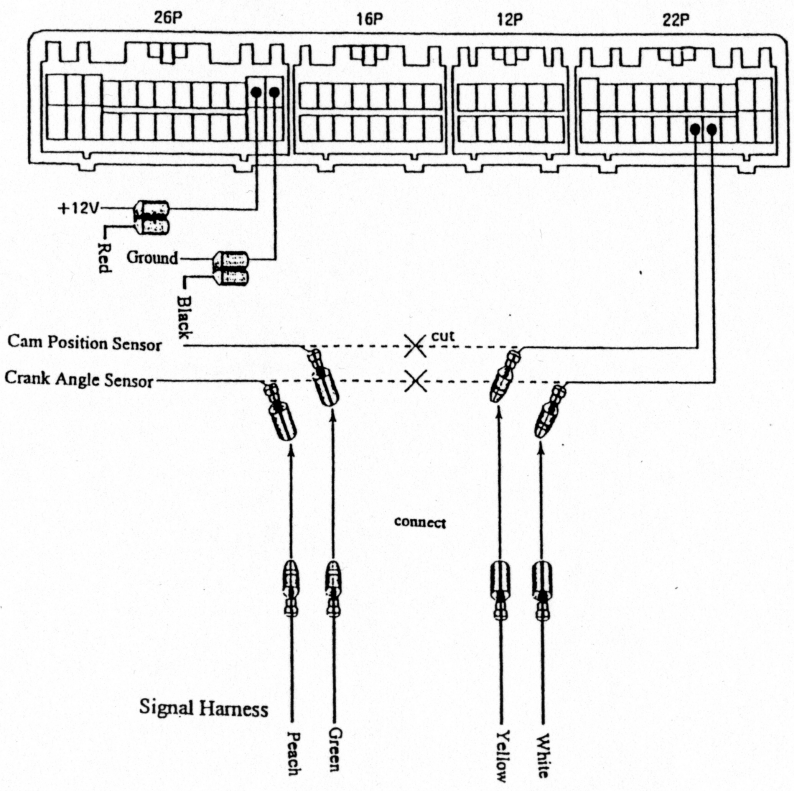 26P
16P
12P
22P
+12V
Red
Ground
Black
cut
Cam Position Sensor
Crank Angle Sensor
connect
Signal Harness
Peach
Green
Yellow
White